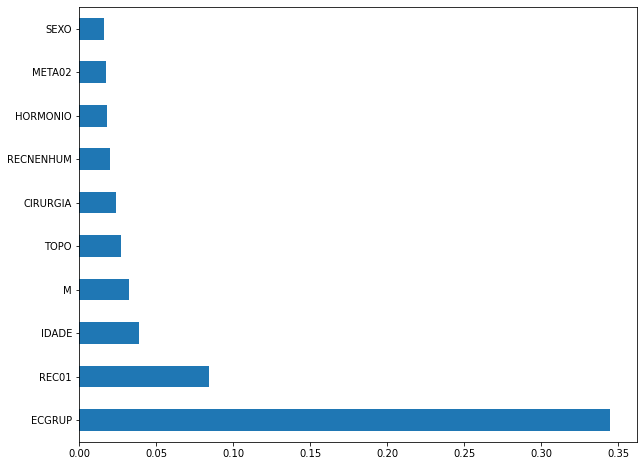 SEXO
META02
HORMONIO
RECNENHUM
CIRURGIA
TOPO
M
IDADE
REC01
ECGRUP
0.00 0.05 0.10 0.15 0.20 0.25 0.30 0.35